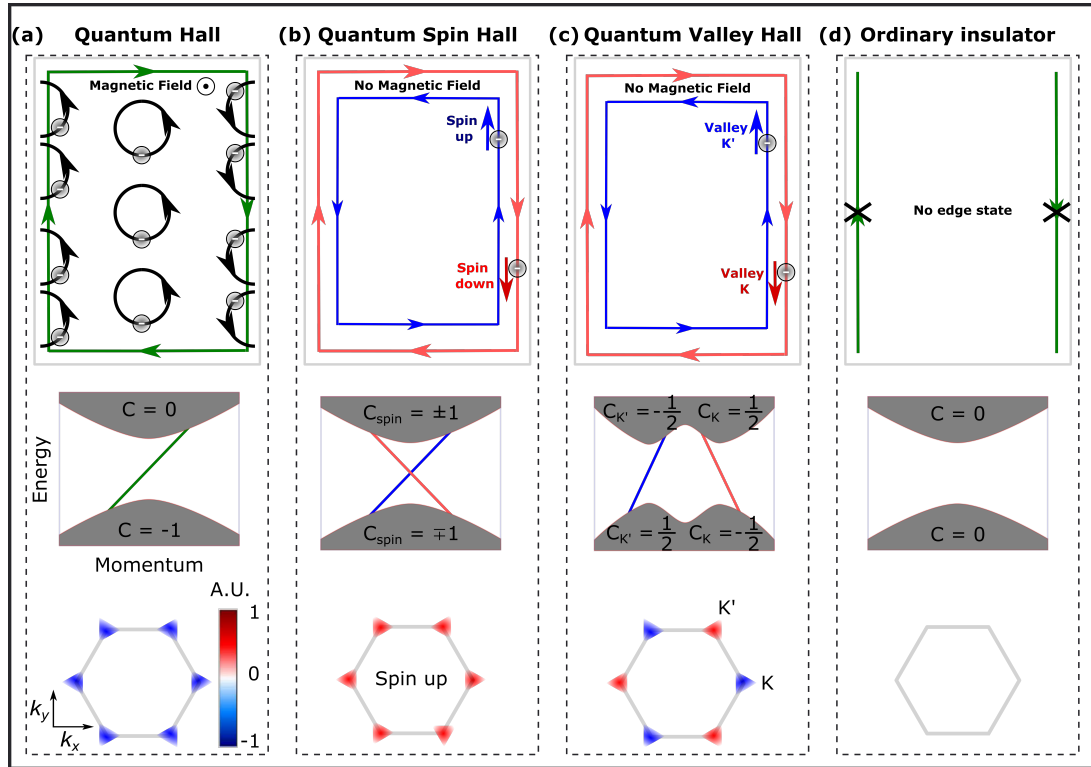 (a) Quantum Hall
(b) Quantum Spin Hall
(c) Quantum Valley Hall
(d) Ordinary insulator
Magnetic Field
No Magnetic Field
Spin
up
Spin
down
No Magnetic Field
Valley
K'
Valley
K
No edge state
Energy
Momentum
C = 0
C = -1
C_spin = ±1
C_spin = ∓1
C_K' = -1/2 C_K = 1/2
C_K' = 1/2 C_K = -1/2
C = 0
C = 0
A.U.
1
0
-1
k_y
k_x
Spin up
K'
K